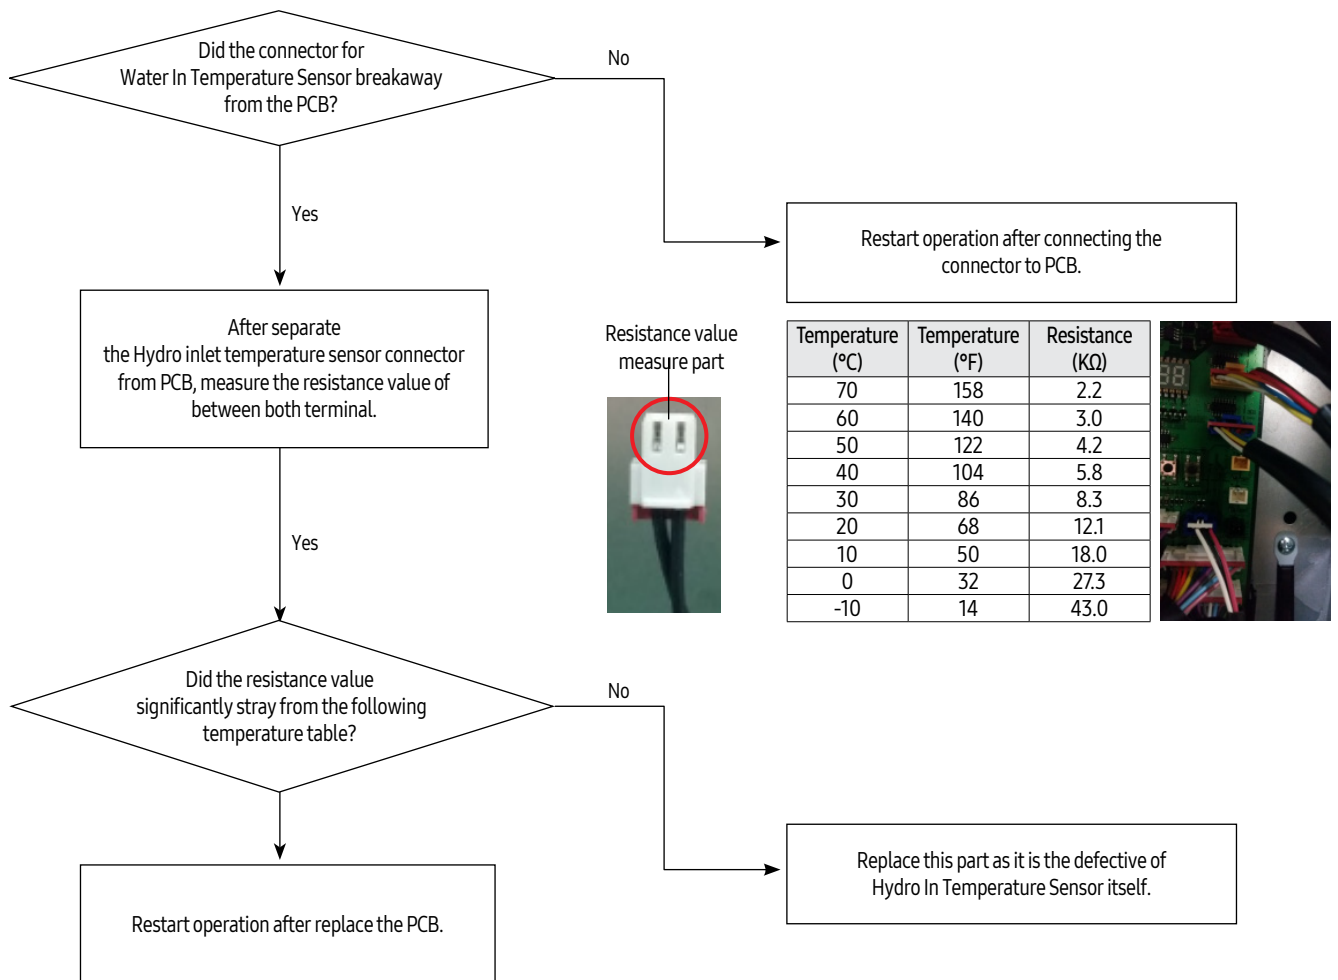 Did the connector for
Water In Temperature Sensor breakaway
from the PCB?
No
Yes
Restart operation after connecting the
connector to PCB.
After separate
the Hydro inlet temperature sensor connector
from PCB, measure the resistance value of
between both terminal.
Resistance value
measure part
Temperature (°C) Temperature (°F) Resistance (KΩ)
70 158 2.2
60 140 3.0
50 122 4.2
40 104 5.8
30 86 8.3
20 68 12.1
10 50 18.0
0 32 27.3
-10 14 43.0
Yes
Did the resistance value
significantly stray from the following
temperature table?
No
Replace this part as it is the defective of
Hydro In Temperature Sensor itself.
Restart operation after replace the PCB.